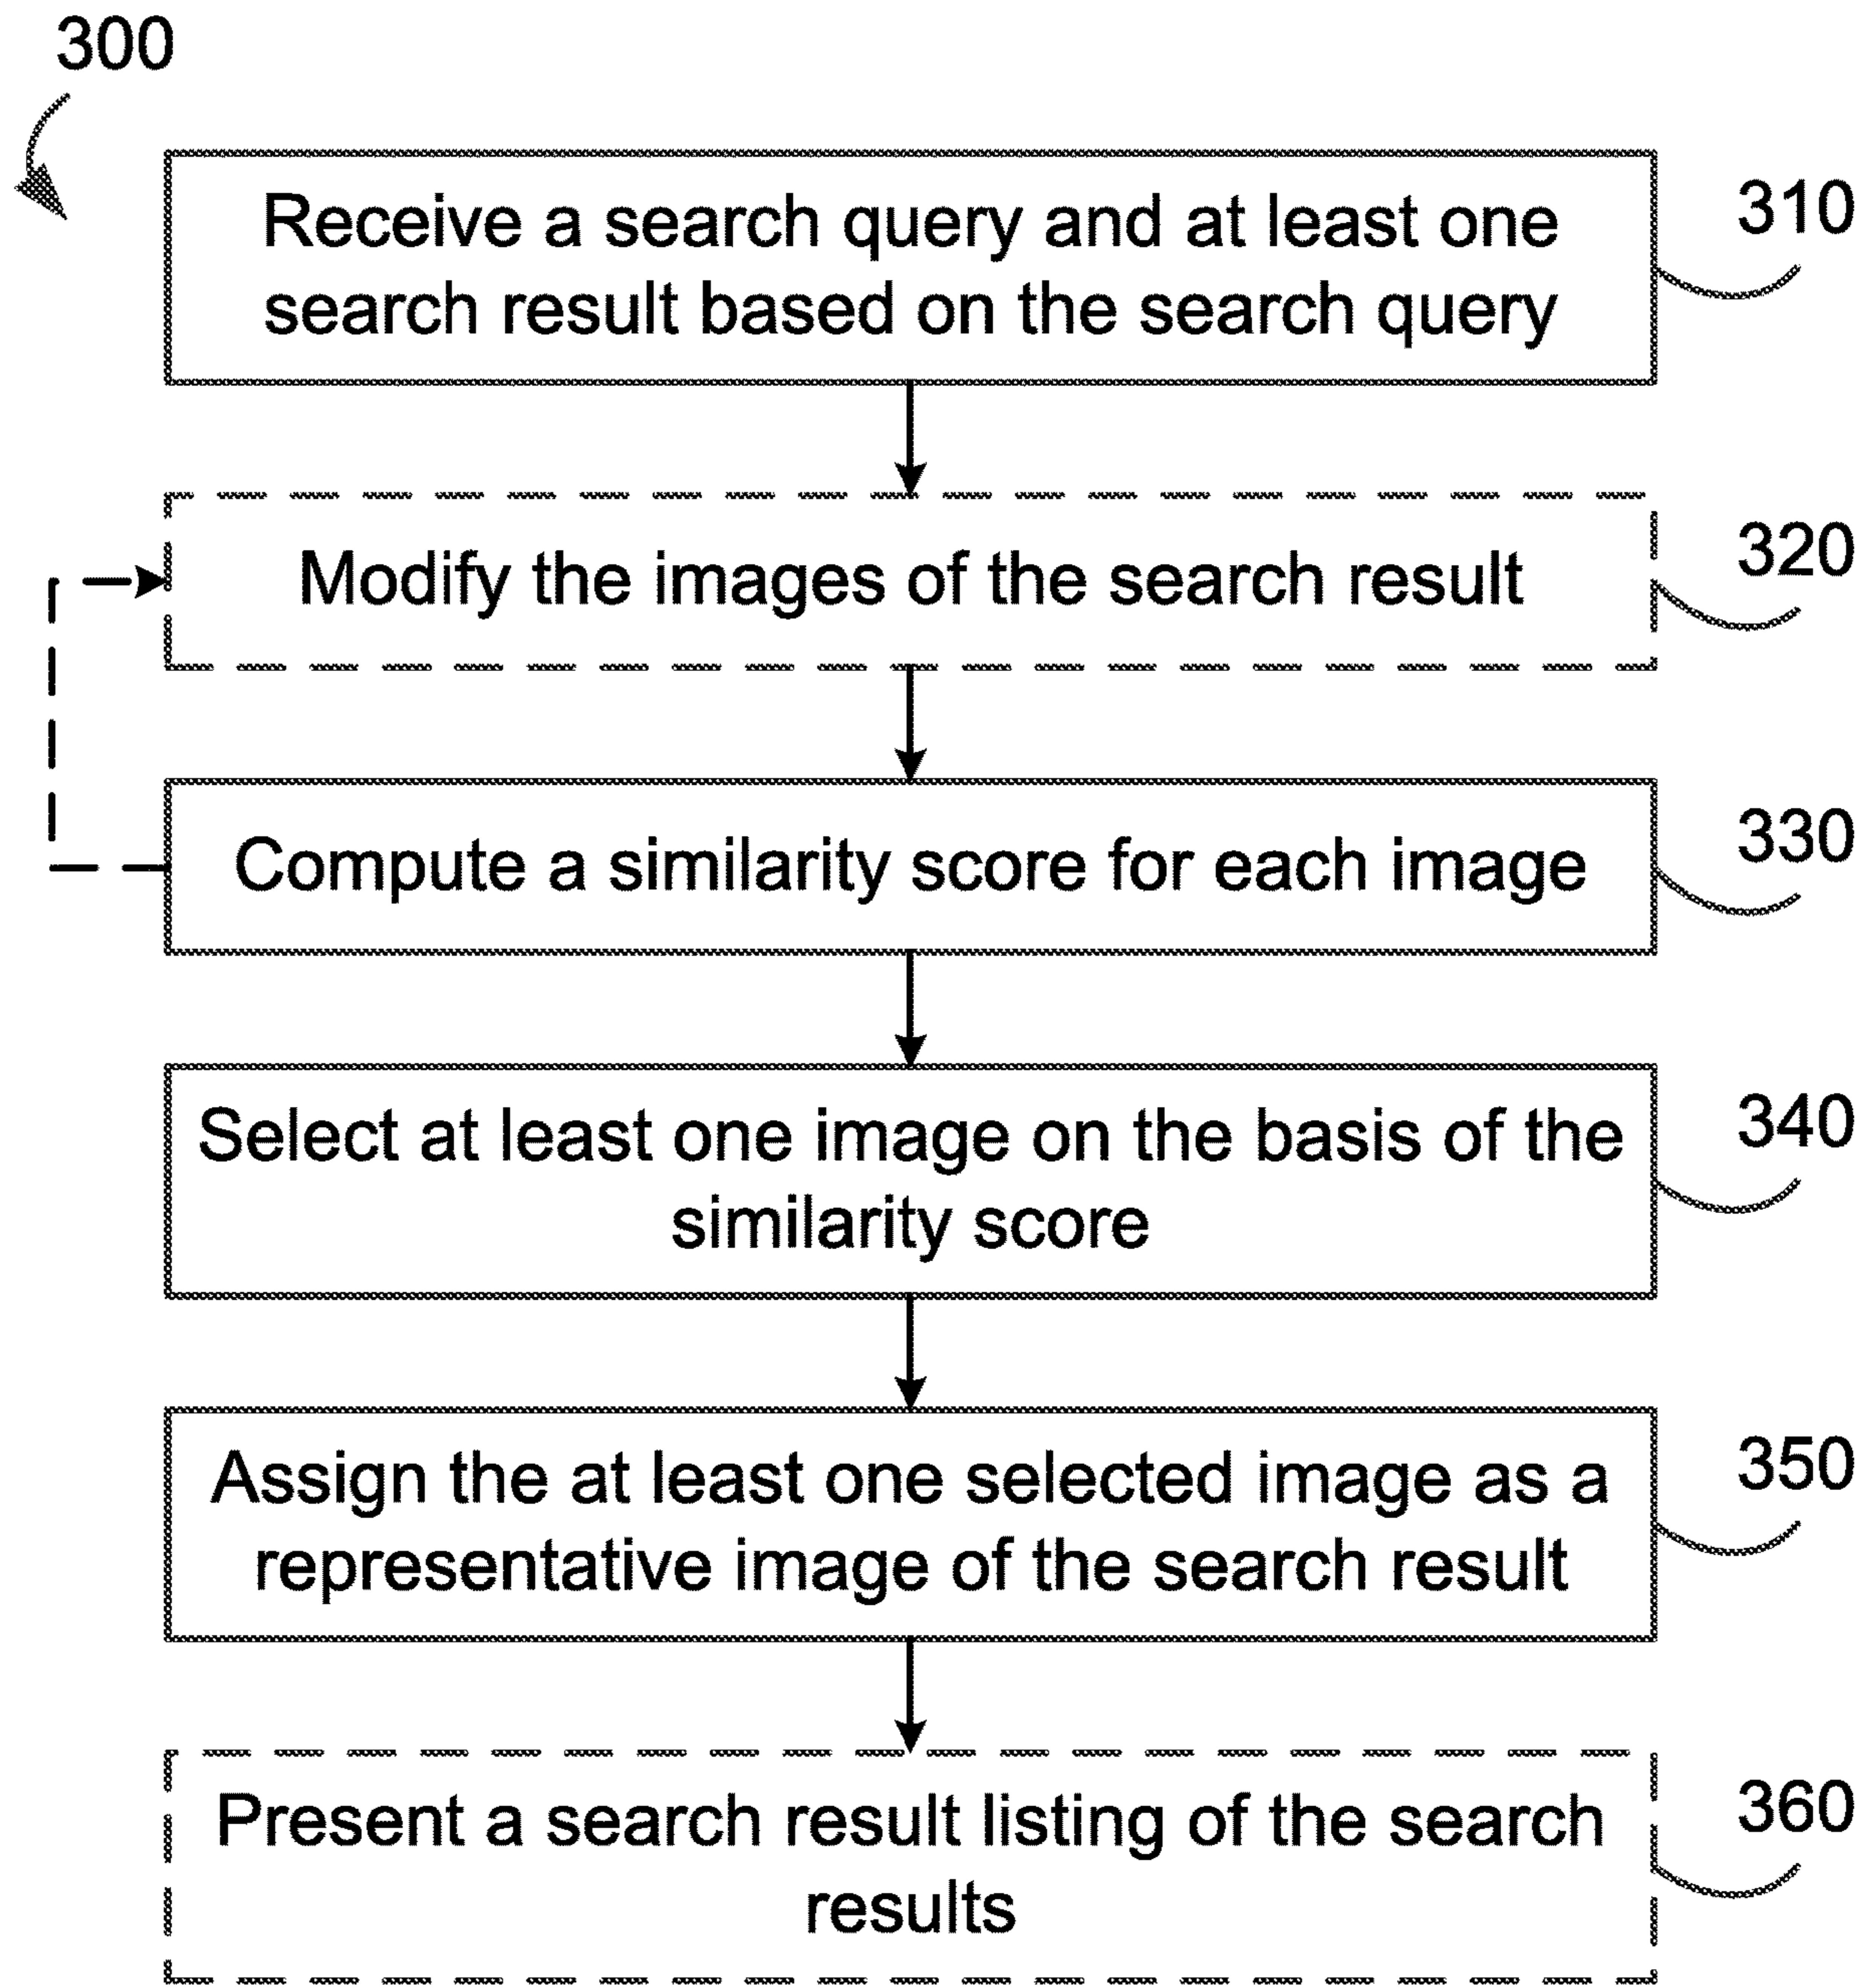 300
Receive a search query and at least one
search result based on the search query
310
Modify the images of the search result
320
Compute a similarity score for each image
330
Select at least one image on the basis of the
similarity score
340
Assign the at least one selected image as a
representative image of the search result
350
Present a search result listing of the search
results
360